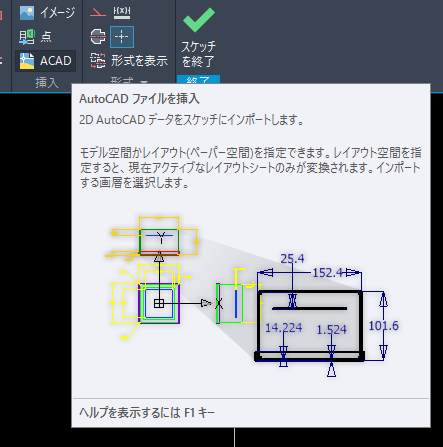 イメージ
点
ACAD
挿入
{x}
形式を表示
形式
スケッチ
を終了
終了
AutoCAD ファイルを挿入
2D AutoCAD データをスケッチにインポートします。
モデル空間かレイアウト(ペーパー空間)を指定できます。レイアウト空間を指
定すると、現在アクティブなレイアウトシートのみが変換されます。インポート
する画層を選択します。
Y
X
25.4
152.4
14.224
1.524
101.6
ヘルプを表示するには F1 キー